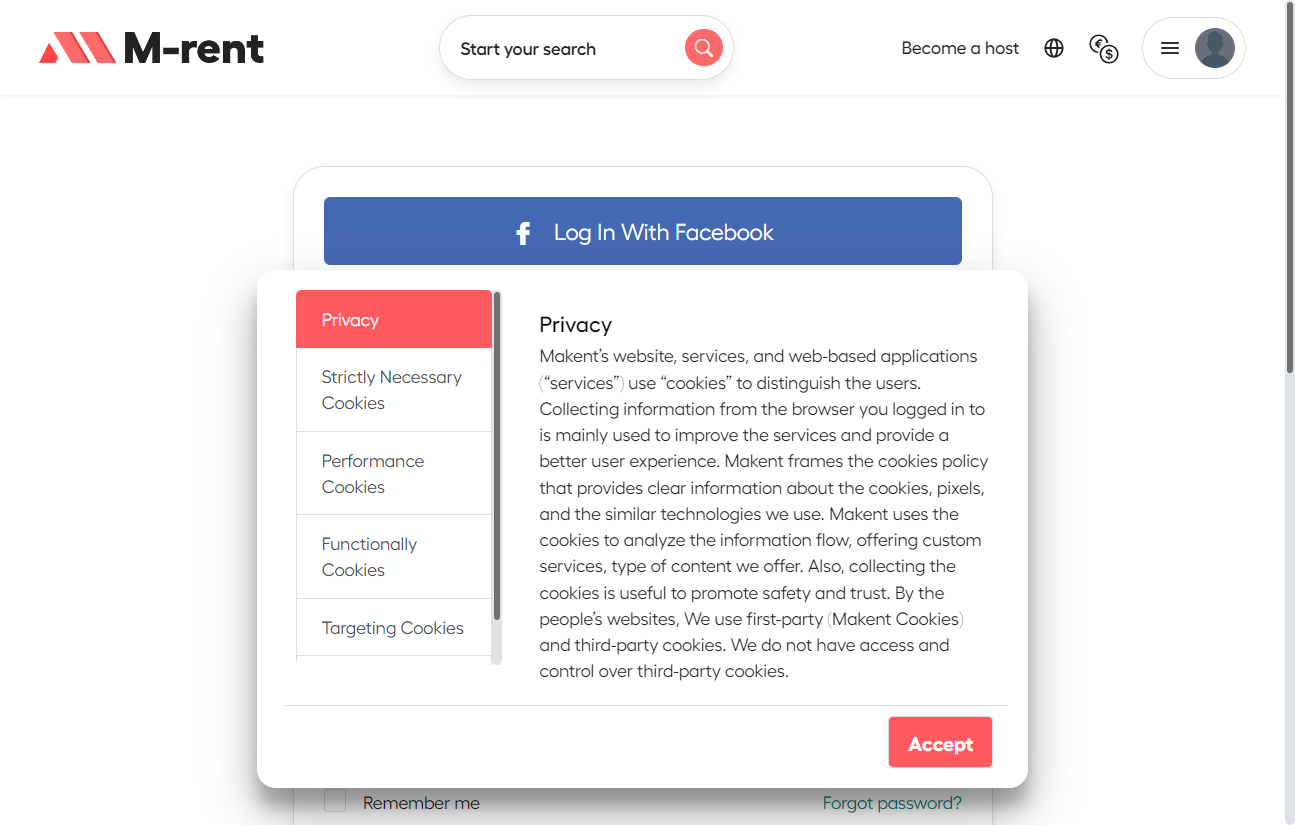 M-rent
Start your search
Become a host
Log In With Facebook
Privacy
Strictly Necessary
Cookies
Performance
Cookies
Functionally
Cookies
Targeting Cookies
Privacy
Makent’s website, services, and web-based applications
(“services”) use “cookies” to distinguish the users.
Collecting information from the browser you logged in to
is mainly used to improve the services and provide a
better user experience. Makent frames the cookies policy
that provides clear information about the cookies, pixels,
and the similar technologies we use. Makent uses the
cookies to analyze the information flow, offering custom
services, type of content we offer. Also, collecting the
cookies is useful to promote safety and trust. By the
people’s websites, We use first-party (Makent Cookies)
and third-party cookies. We do not have access and
control over third-party cookies.
Accept
Remember me
Forgot password?